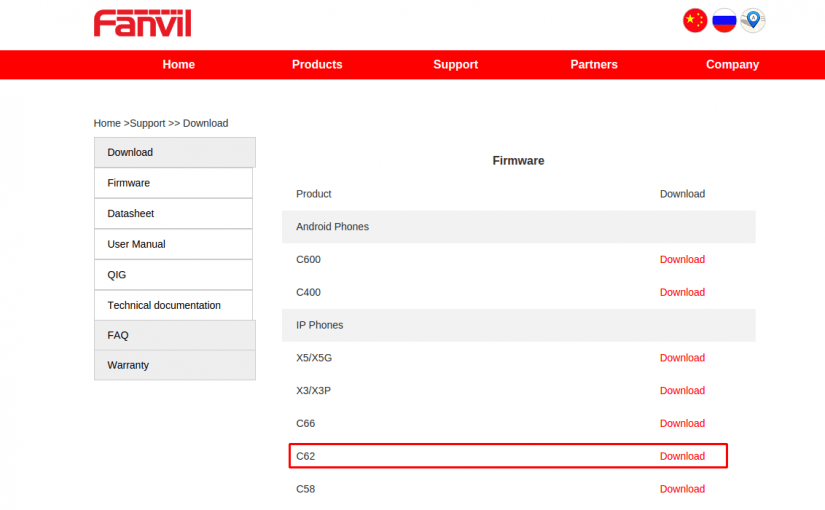 Fanvil
Home Products Support Partners Company
Home >Support >> Download
Download
Firmware
Datasheet
User Manual
QIG
Technical documentation
FAQ
Warranty
Firmware
Product Download
Android Phones
C600 Download
C400 Download
IP Phones
X5/X5G Download
X3/X3P Download
C66 Download
C62 Download
C58 Download